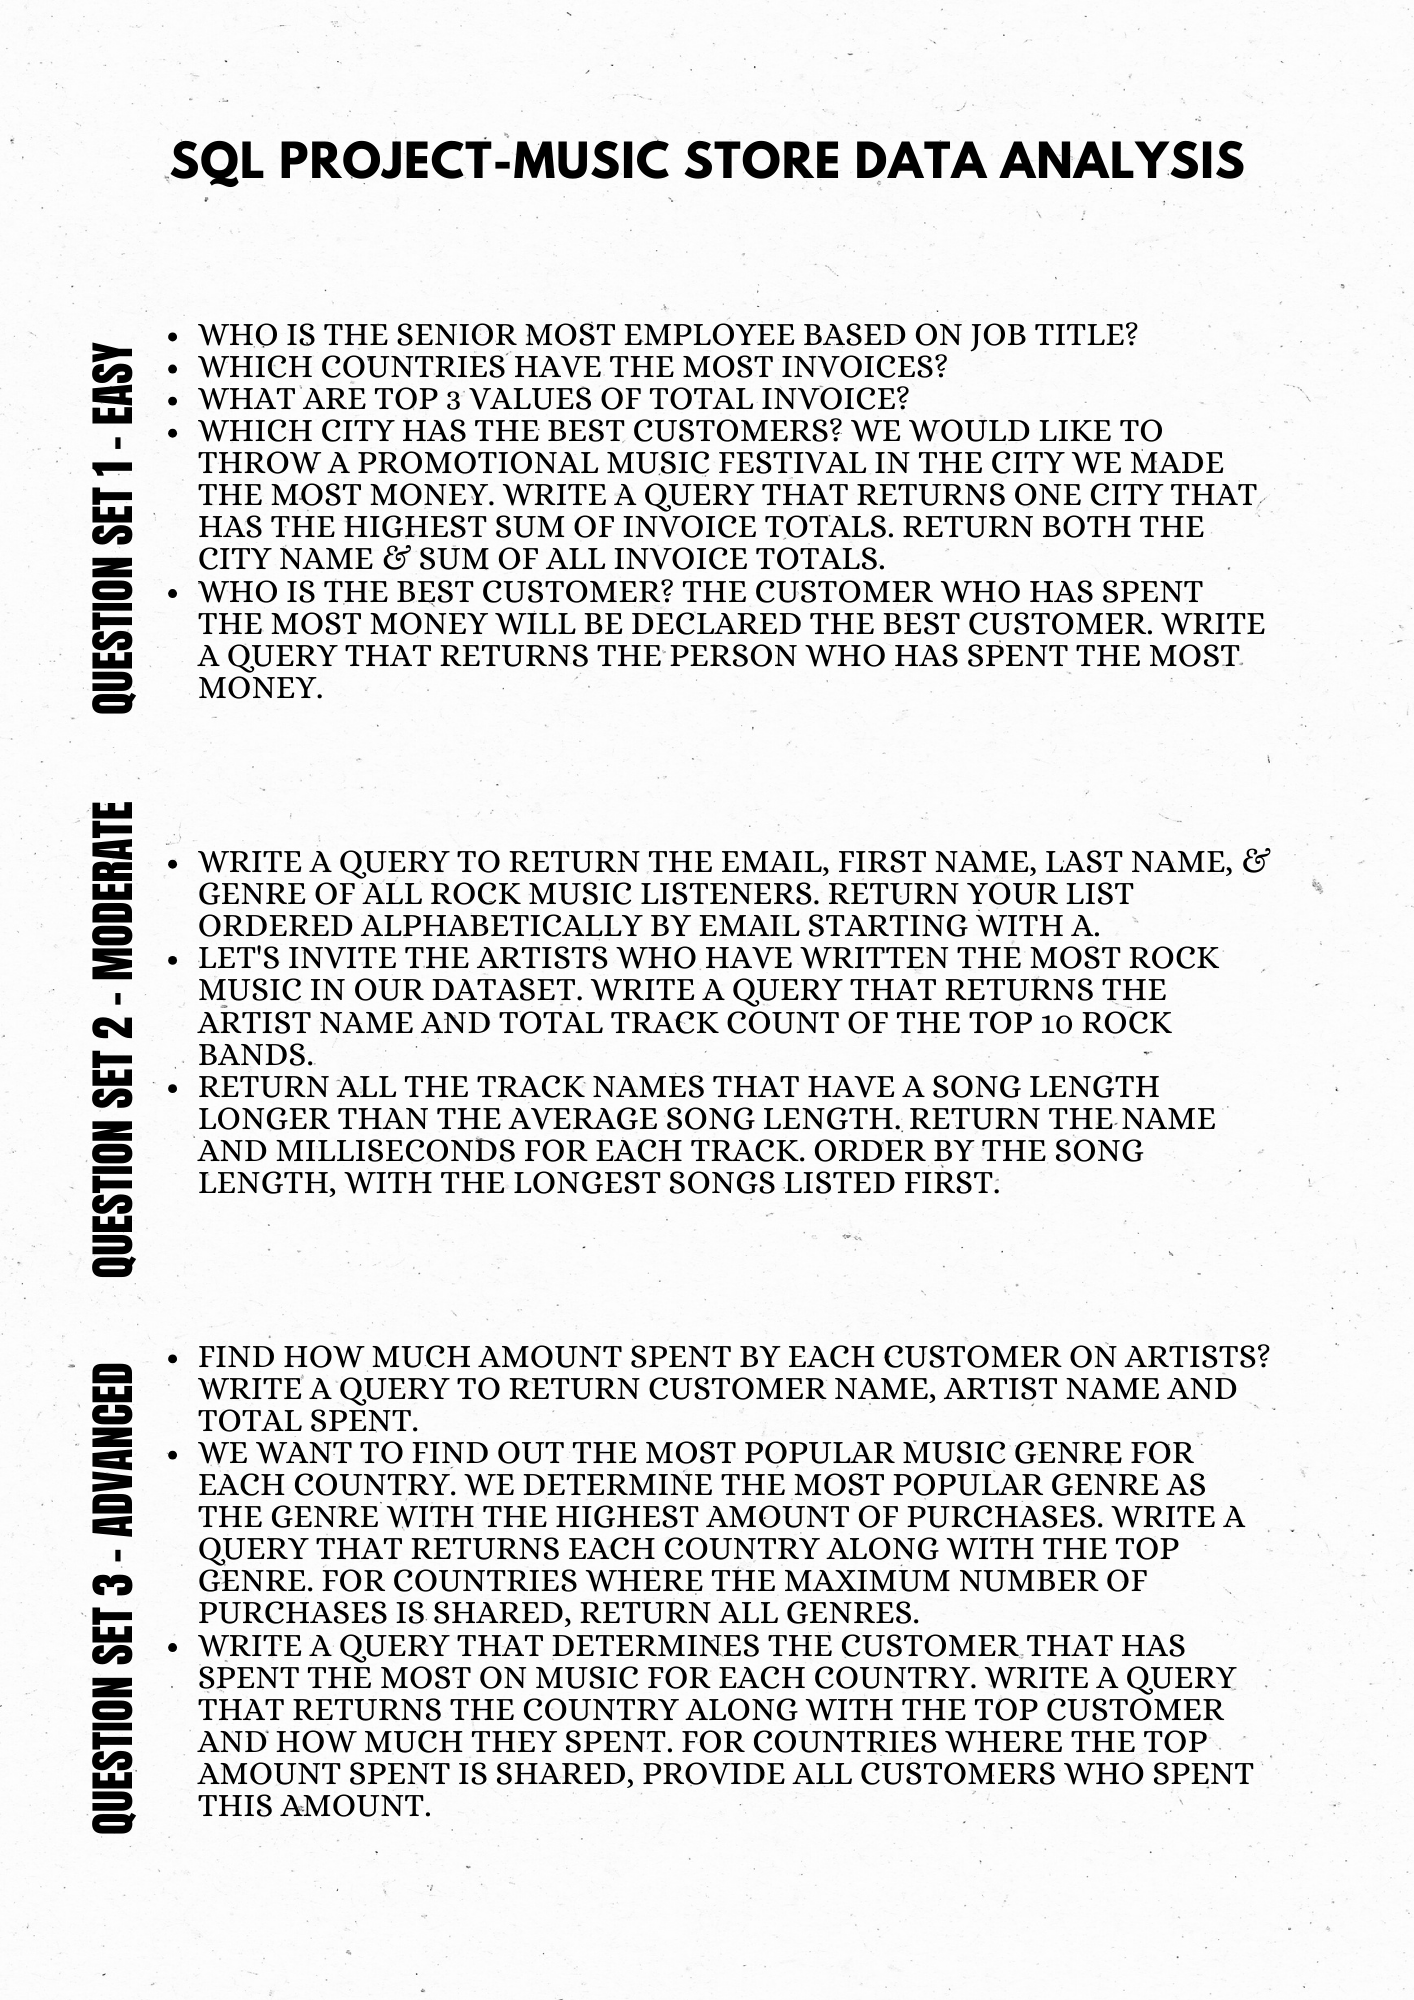 SQL PROJECT-MUSIC STORE DATA ANALYSIS
QUESTION SET 1 - EASY
• WHO IS THE SENIOR MOST EMPLOYEE BASED ON JOB TITLE?
• WHICH COUNTRIES HAVE THE MOST INVOICES?
• WHAT ARE TOP 3 VALUES OF TOTAL INVOICE?
• WHICH CITY HAS THE BEST CUSTOMERS? WE WOULD LIKE TO
THROW A PROMOTIONAL MUSIC FESTIVAL IN THE CITY WE MADE
THE MOST MONEY. WRITE A QUERY THAT RETURNS ONE CITY THAT
HAS THE HIGHEST SUM OF INVOICE TOTALS. RETURN BOTH THE
CITY NAME & SUM OF ALL INVOICE TOTALS.
• WHO IS THE BEST CUSTOMER? THE CUSTOMER WHO HAS SPENT
THE MOST MONEY WILL BE DECLARED THE BEST CUSTOMER. WRITE
A QUERY THAT RETURNS THE PERSON WHO HAS SPENT THE MOST
MONEY.
QUESTION SET 2 - MODERATE
• WRITE A QUERY TO RETURN THE EMAIL, FIRST NAME, LAST NAME, &
GENRE OF ALL ROCK MUSIC LISTENERS. RETURN YOUR LIST
ORDERED ALPHABETICALLY BY EMAIL STARTING WITH A.
• LET'S INVITE THE ARTISTS WHO HAVE WRITTEN THE MOST ROCK
MUSIC IN OUR DATASET. WRITE A QUERY THAT RETURNS THE
ARTIST NAME AND TOTAL TRACK COUNT OF THE TOP 10 ROCK
BANDS.
• RETURN ALL THE TRACK NAMES THAT HAVE A SONG LENGTH
LONGER THAN THE AVERAGE SONG LENGTH. RETURN THE NAME
AND MILLISECONDS FOR EACH TRACK. ORDER BY THE SONG
LENGTH, WITH THE LONGEST SONGS LISTED FIRST.
QUESTION SET 3 - ADVANCED
• FIND HOW MUCH AMOUNT SPENT BY EACH CUSTOMER ON ARTISTS?
WRITE A QUERY TO RETURN CUSTOMER NAME, ARTIST NAME AND
TOTAL SPENT.
• WE WANT TO FIND OUT THE MOST POPULAR MUSIC GENRE FOR
EACH COUNTRY. WE DETERMINE THE MOST POPULAR GENRE AS
THE GENRE WITH THE HIGHEST AMOUNT OF PURCHASES. WRITE A
QUERY THAT RETURNS EACH COUNTRY ALONG WITH THE TOP
GENRE. FOR COUNTRIES WHERE THE MAXIMUM NUMBER OF
PURCHASES IS SHARED, RETURN ALL GENRES.
• WRITE A QUERY THAT DETERMINES THE CUSTOMER THAT HAS
SPENT THE MOST ON MUSIC FOR EACH COUNTRY. WRITE A QUERY
THAT RETURNS THE COUNTRY ALONG WITH THE TOP CUSTOMER
AND HOW MUCH THEY SPENT. FOR COUNTRIES WHERE THE TOP
AMOUNT SPENT IS SHARED, PROVIDE ALL CUSTOMERS WHO SPENT
THIS AMOUNT.